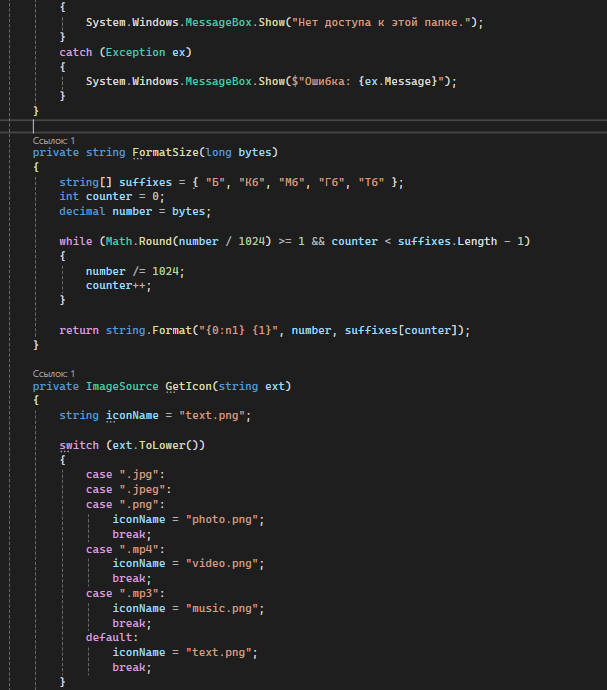 {
System.Windows.MessageBox.Show("Нет доступа к этой папке.");
}
catch (Exception ex)
{
System.Windows.MessageBox.Show($"Ошибка: {ex.Message}");
}
}
Ссылок: 1
private string FormatSize(long bytes)
{
string[] suffixes = { "Б", "Кб", "Мб", "Гб", "Тб" };
int counter = 0;
decimal number = bytes;
while (Math.Round(number / 1024) >= 1 && counter < suffixes.Length - 1)
{
number /= 1024;
counter++;
}
return string.Format("{0:n1} {1}", number, suffixes[counter]);
}
Ссылок: 1
private ImageSource GetIcon(string ext)
{
string iconName = "text.png";
switch (ext.ToLower())
{
case ".jpg":
case ".jpeg":
case ".png":
iconName = "photo.png";
break;
case ".mp4":
iconName = "video.png";
break;
case ".mp3":
iconName = "music.png";
break;
default:
iconName = "text.png";
break;
}